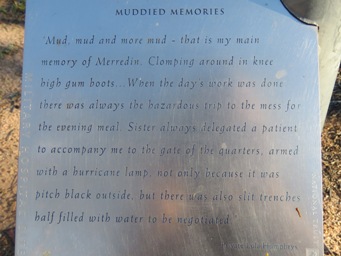 MUDDIED MEMORIES
"Mud, mud and more mud - that is my main
memory of Merredin. Clomping around in knee
high gum boots... When the day's work was done
there was always the hazardous trip to the mess for
the evening meal. Sister always delegated a patient
to accompany me to the gate of the quarters, armed
with a hurricane lamp, not only because it was
pitch black outside, but there was also slit trenches
half filled with water to be negotiated"